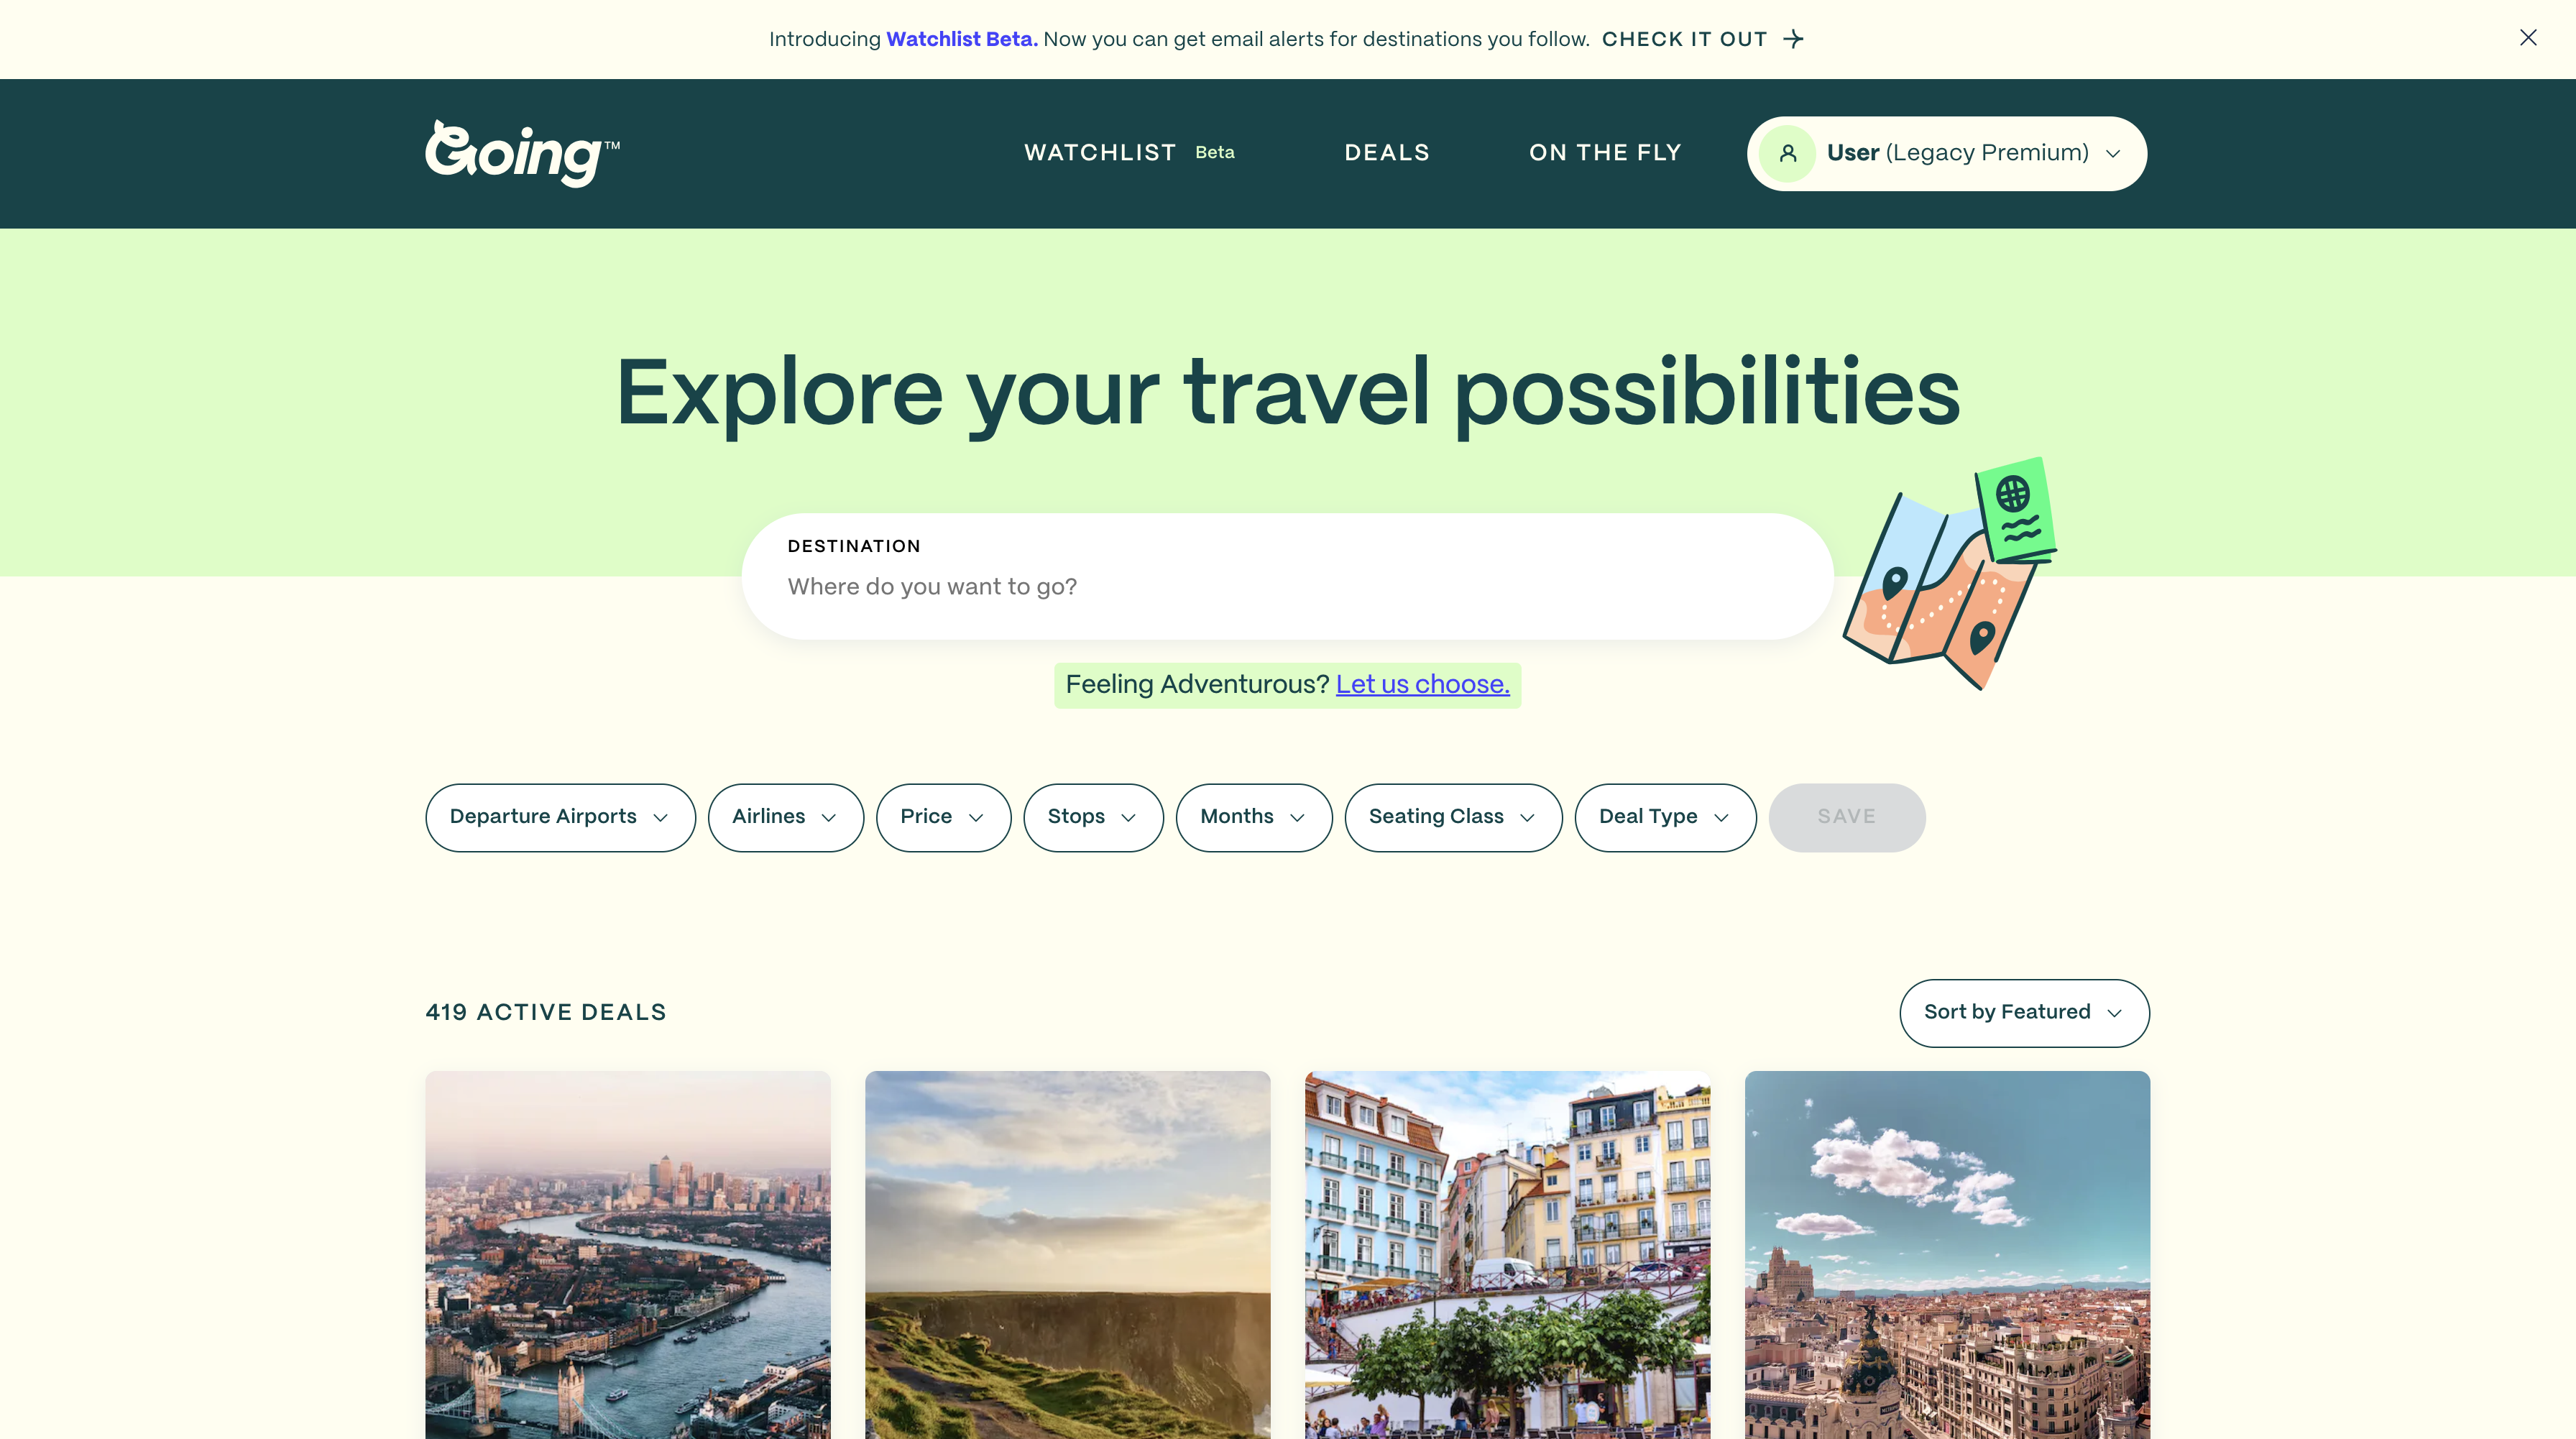 Introducing Watchlist Beta. Now you can get email alerts for destinations you follow. CHECK IT OUT
Going™ WATCHLIST Beta DEALS ON THE FLY User (Legacy Premium)
Explore your travel possibilities
DESTINATION
Where do you want to go?
Feeling Adventurous? Let us choose.
Departure Airports Airlines Price Stops Months Seating Class Deal Type SAVE
419 ACTIVE DEALS Sort by Featured